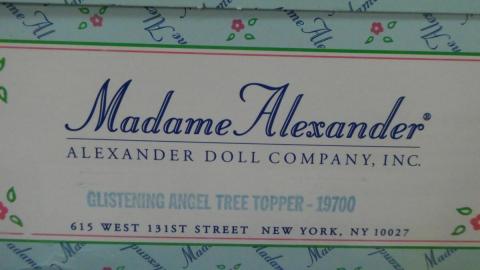 Madame Alexander®
ALEXANDER DOLL COMPANY, INC.
GLISTENING ANGEL TREE TOPPER - 19700
615 WEST 131ST STREET NEW YORK, NY 10027